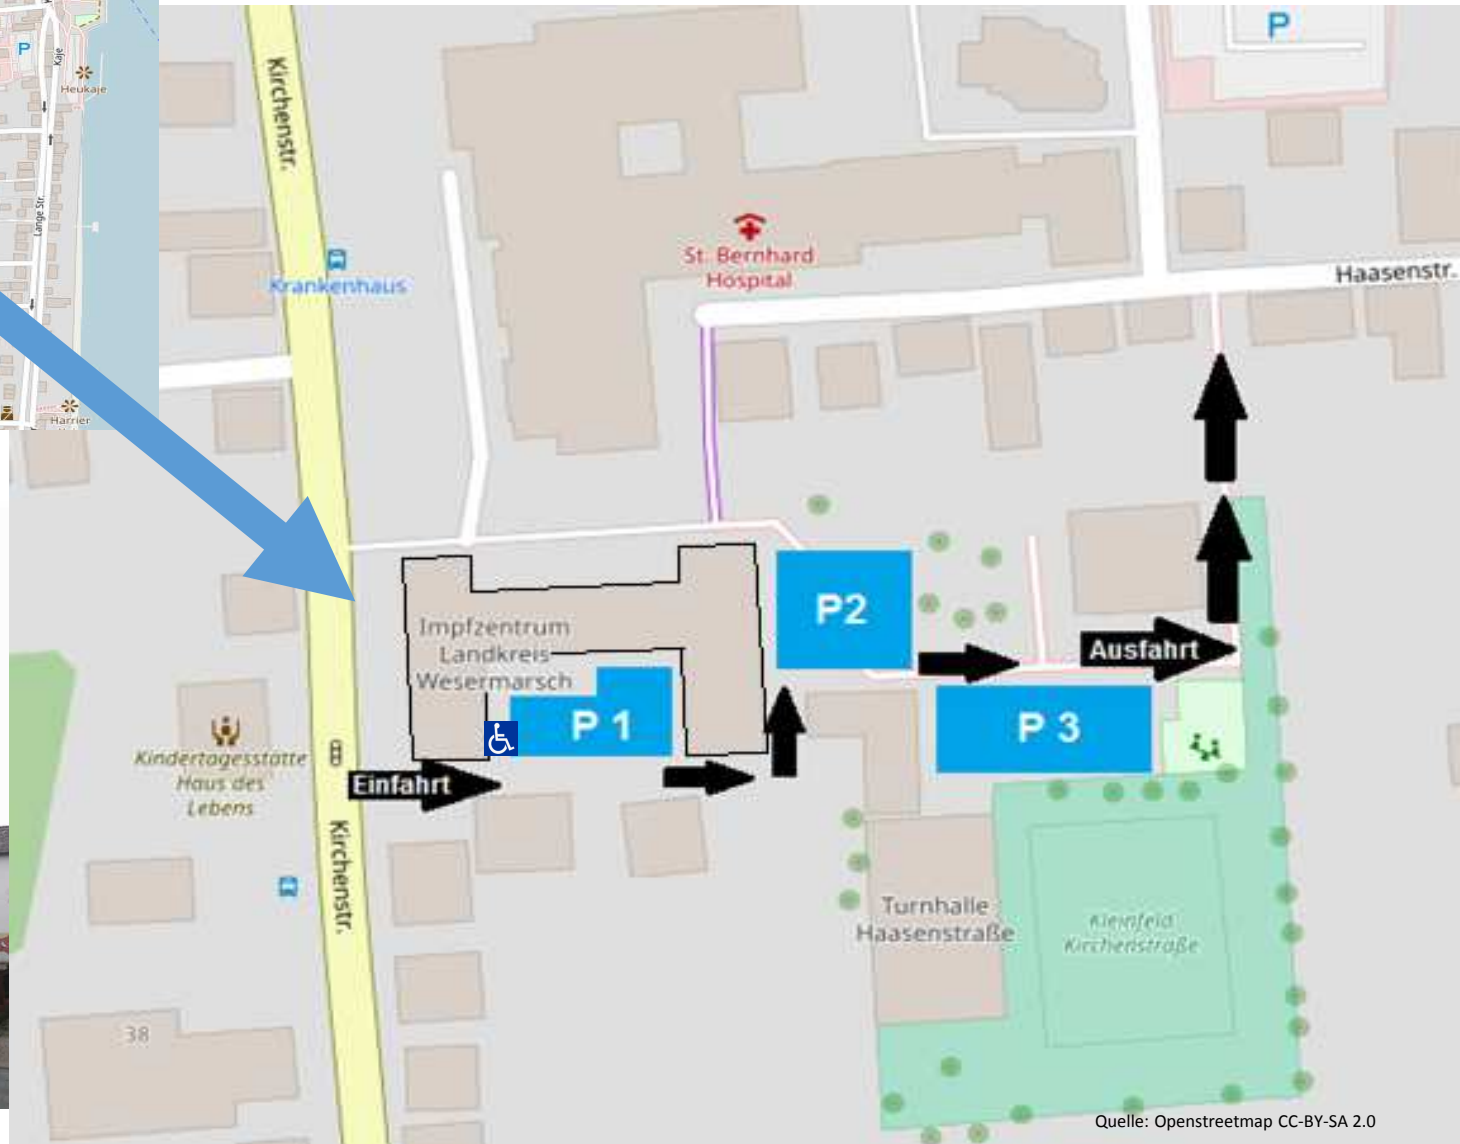 P
Kaje
Heukaje
Lange Str.
Harrier
Kirchenstr.
P
Krankenhaus
St. Bernhard
Hospital
Haasenstr.
Impfzentrum
Landkreis
Wesermarsch
P2
Ausfahrt
P 1
P 3
Kindertagesstätte
Haus des
Lebens
Einfahrt
Kirchenstr.
Turnhalle
Haasenstraße
Kleinfeld
Kirchenstraße
38
Quelle: Openstreetmap CC-BY-SA 2.0